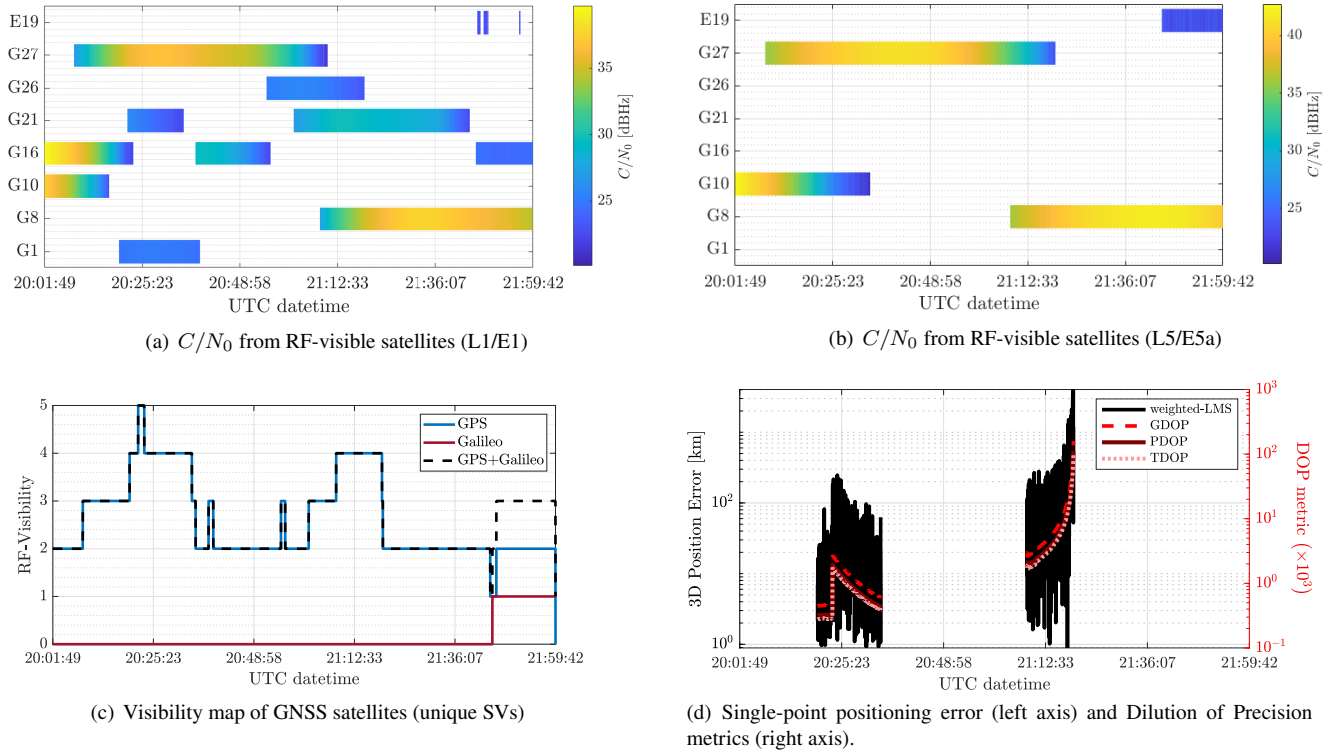 E19
G27
G26
G21
G16
G10
G8
G1
20:01:49 20:25:23 20:48:58 21:12:33 21:36:07 21:59:42
UTC datetime
35
30
25
C/N0 [dBHz]
(a) C/N0 from RF-visible satellites (L1/E1)
E19
G27
G26
G21
G16
G10
G8
G1
20:01:49 20:25:23 20:48:58 21:12:33 21:36:07 21:59:42
UTC datetime
40
35
30
25
C/N0 [dBHz]
(b) C/N0 from RF-visible satellites (L5/E5a)
5
4
3
2
1
0
RF-Visibility
GPS
Galileo
GPS+Galileo
20:01:49 20:25:23 20:48:58 21:12:33 21:36:07 21:59:42
UTC datetime
(c) Visibility map of GNSS satellites (unique SVs)
3D Position Error [km]
10^2
10^0
weighted-LMS
GDOP
PDOP
TDOP
10^3
10^2
10^1
10^0
10^-1
DOP metric (×10^3)
20:01:49 20:25:23 20:48:58 21:12:33 21:36:07 21:59:42
UTC datetime
(d) Single-point positioning error (left axis) and Dilution of Precision
metrics (right axis).